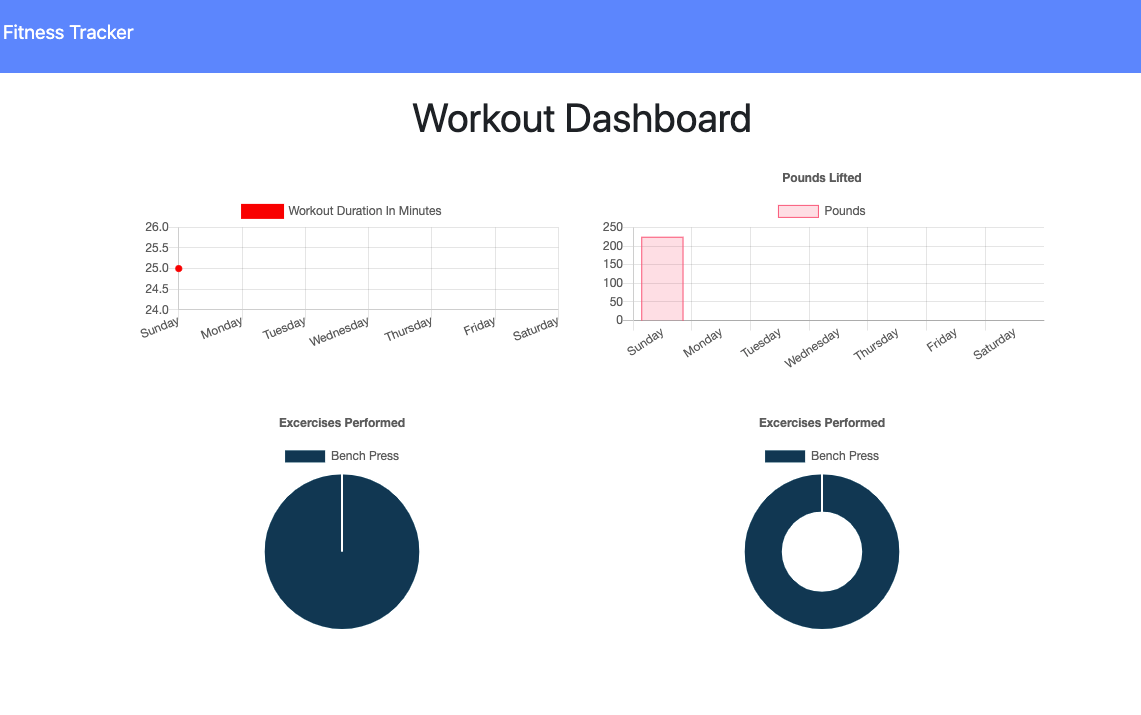 Fitness Tracker
Workout Dashboard
Workout Duration In Minutes
26.0
25.5
25.0
24.5
24.0
Sunday Monday Tuesday Wednesday Thursday Friday Saturday
Pounds Lifted
Pounds
250
200
150
100
50
0
Sunday Monday Tuesday Wednesday Thursday Friday Saturday
Excercises Performed
Bench Press
Excercises Performed
Bench Press